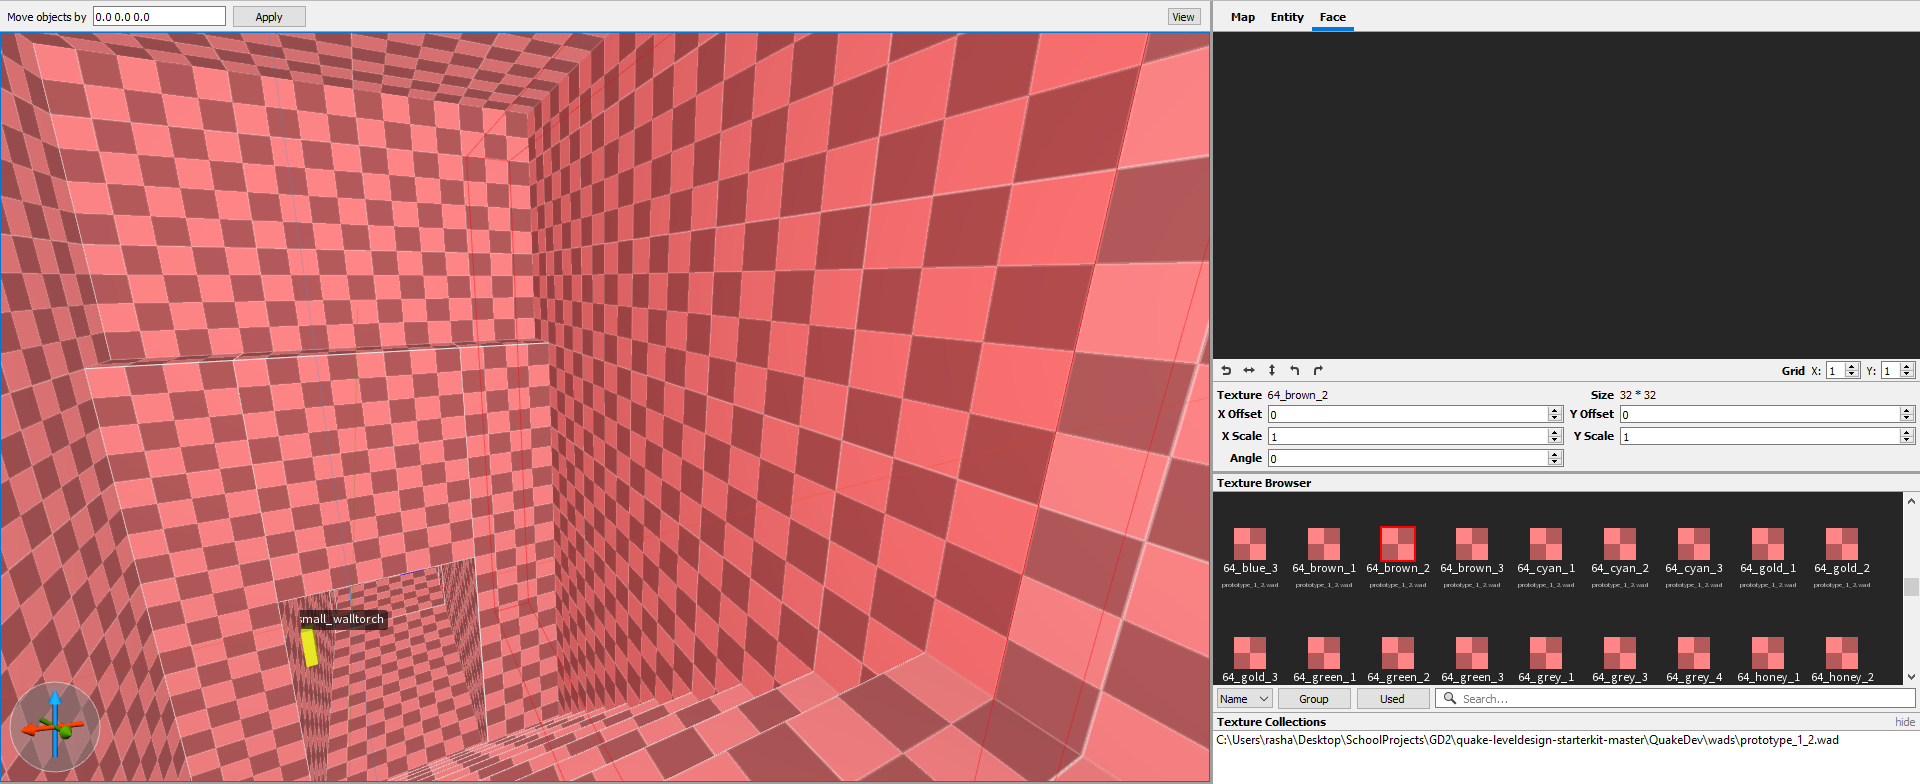 Move objects by 0.0 0.0 0.0 Apply View
Map Entity Face
small_walltorch
Grid X: 1 Y: 1
Texture 64_brown_2 Size 32 * 32
X Offset 0 Y Offset 0
X Scale 1 Y Scale 1
Angle 0
Texture Browser
64_blue_3 64_brown_1 64_brown_2 64_brown_3 64_cyan_1 64_cyan_2 64_cyan_3 64_gold_1 64_gold_2
prototype_1_2.wad prototype_1_2.wad prototype_1_2.wad prototype_1_2.wad prototype_1_2.wad prototype_1_2.wad prototype_1_2.wad prototype_1_2.wad prototype_1_2.wad
64_gold_3 64_green_1 64_green_2 64_green_3 64_grey_1 64_grey_3 64_grey_4 64_honey_1 64_honey_2
Name Group Used Search...
Texture Collections hide
C:\Users\rasha\Desktop\SchoolProjects\GD2\quake-leveldesign-starterkit-master\QuakeDev\wads\prototype_1_2.wad